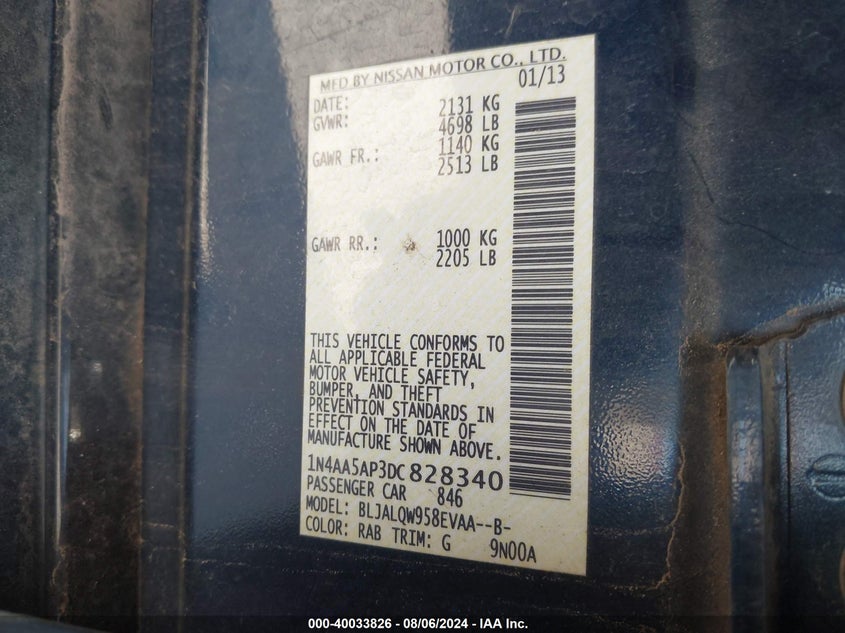 MFD BY NISSAN MOTOR CO., LTD.
DATE: 01/13
GVWR: 2131 KG
4698 LB
GAWR FR.: 1140 KG
2513 LB
GAWR RR.: 1000 KG
2205 LB
THIS VEHICLE CONFORMS TO
ALL APPLICABLE FEDERAL
MOTOR VEHICLE SAFETY,
BUMPER, AND THEFT
PREVENTION STANDARDS IN
EFFECT ON THE DATE OF
MANUFACTURE SHOWN ABOVE.
1N4AA5AP3DC828340
PASSENGER CAR 846
MODEL: BLJALQW958EVAA--B-
COLOR: RAB TRIM: G 9N00A
000-40033826 - 08/06/2024 - IAA Inc.